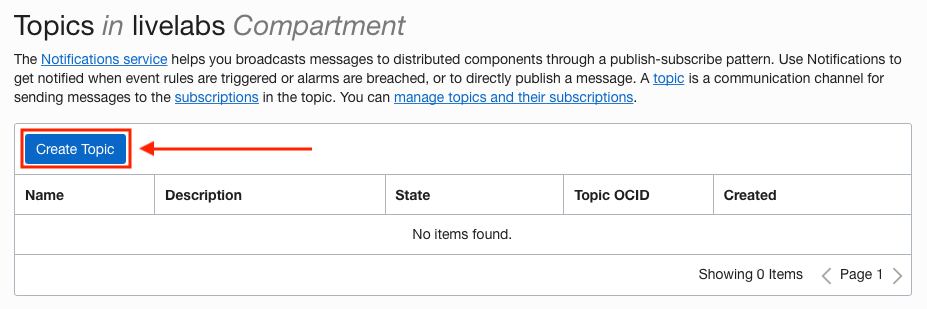 Topics in livelabs Compartment
The Notifications service helps you broadcasts messages to distributed components through a publish-subscribe pattern. Use Notifications to
get notified when event rules are triggered or alarms are breached, or to directly publish a message. A topic is a communication channel for
sending messages to the subscriptions in the topic. You can manage topics and their subscriptions.
Create Topic
Name Description State Topic OCID Created
No items found.
Showing 0 Items Page 1